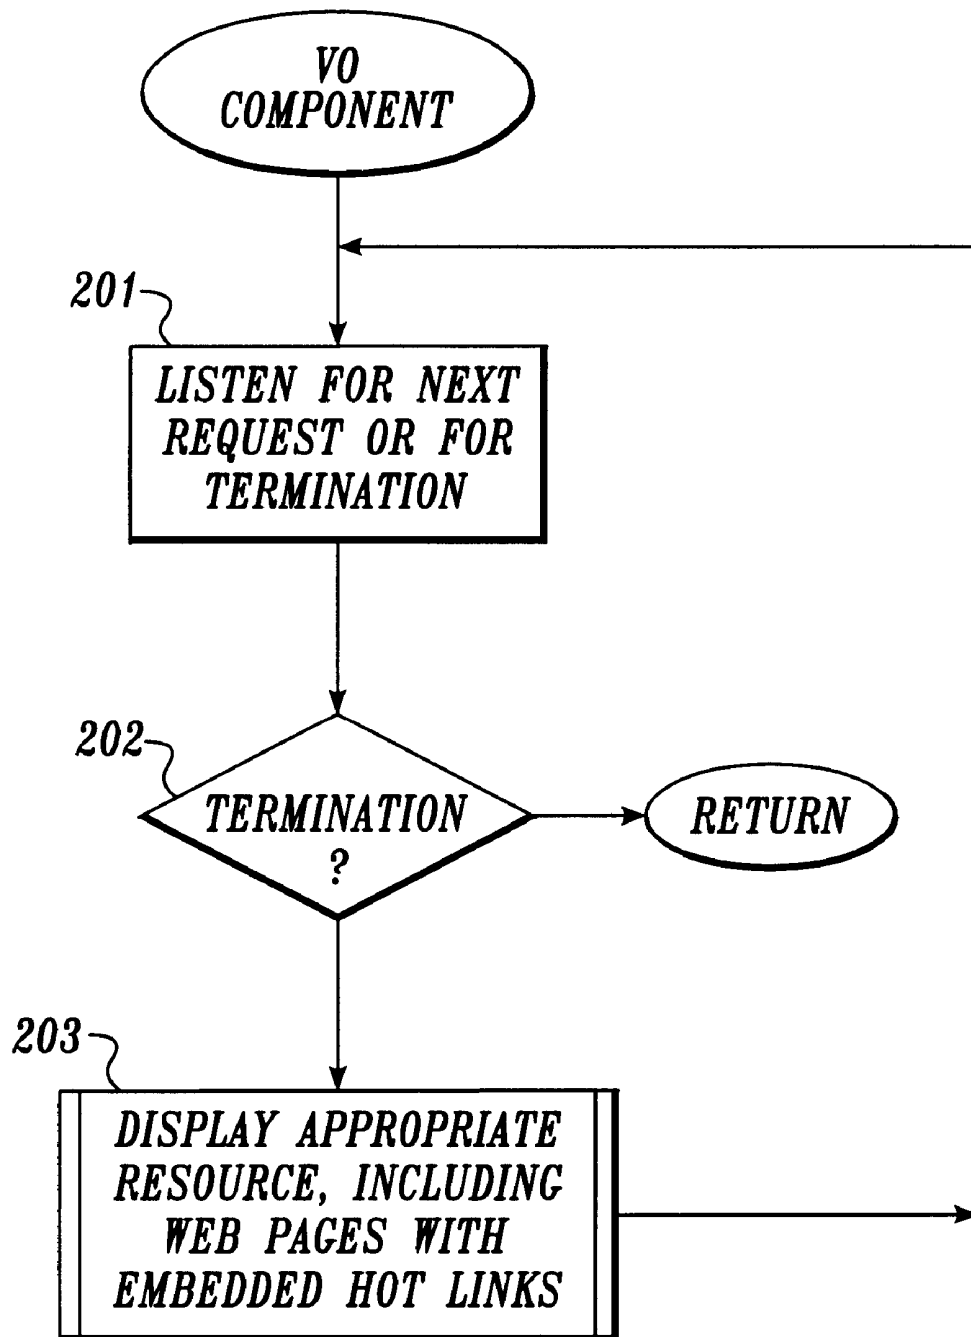 VO
COMPONENT
201
LISTEN FOR NEXT
REQUEST OR FOR
TERMINATION
202
TERMINATION
?
RETURN
203
DISPLAY APPROPRIATE
RESOURCE, INCLUDING
WEB PAGES WITH
EMBEDDED HOT LINKS